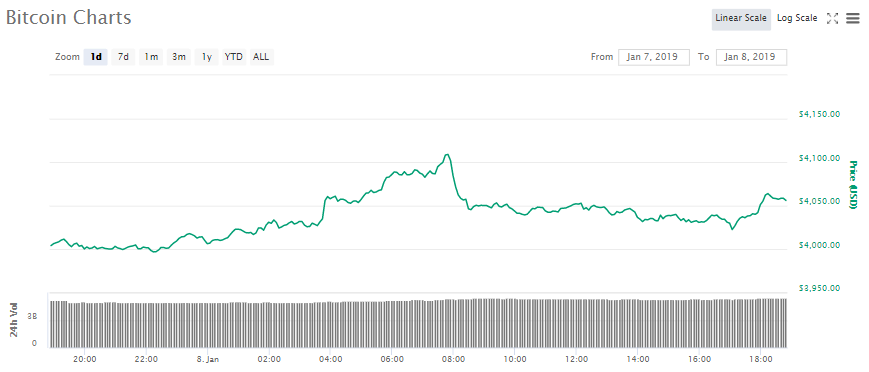 Bitcoin Charts
Linear Scale Log Scale
Zoom 1d 7d 1m 3m 1y YTD ALL From Jan 7, 2019 To Jan 8, 2019
$4,150.00
$4,100.00
$4,050.00
$4,000.00
$3,950.00
Price (USD)
24h Vol
3B
0
20:00 22:00 8. Jan 02:00 04:00 06:00 08:00 10:00 12:00 14:00 16:00 18:00